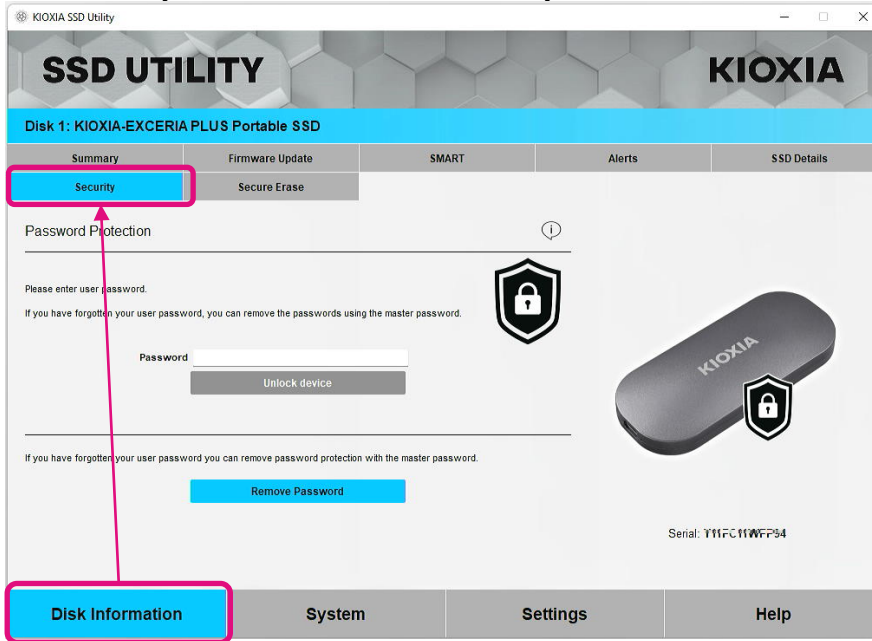 KIOXIA SSD Utility
SSD UTILITY
KIOXIA
Disk 1: KIOXIA-EXCERIA PLUS Portable SSD
Summary
Firmware Update
SMART
Alerts
SSD Details
Security
Secure Erase
Password Protection
Please enter user password.
If you have forgotten your user password, you can remove the passwords using the master password.
Password
Unlock device
KIOXIA
If you have forgotten your user password you can remove password protection with the master password.
Remove Password
Serial:
Disk Information
System
Settings
Help